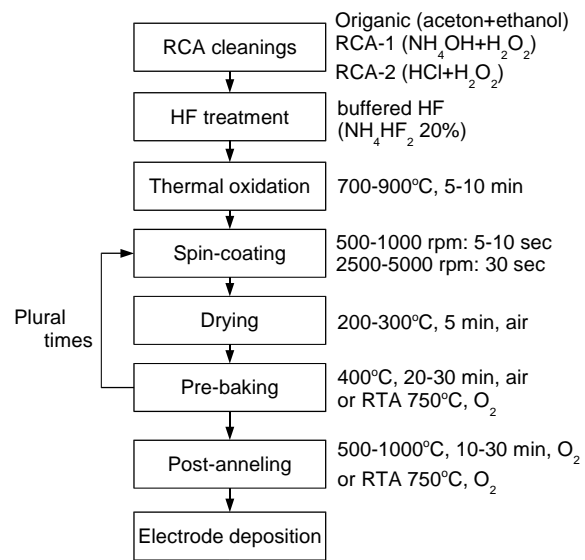 RCA cleanings
Origanic (aceton+ethanol)
RCA-1 (NH4OH+H2O2)
RCA-2 (HCl+H2O2)
HF treatment
buffered HF
(NH4HF2 20%)
Thermal oxidation
700-900°C, 5-10 min
Spin-coating
500-1000 rpm: 5-10 sec
2500-5000 rpm: 30 sec
Plural
times
Drying
200-300°C, 5 min, air
Pre-baking
400°C, 20-30 min, air
or RTA 750°C, O2
Post-anneling
500-1000°C, 10-30 min, O2
or RTA 750°C, O2
Electrode deposition